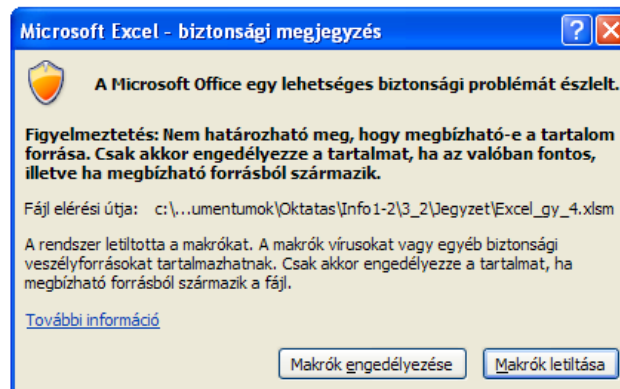 Microsoft Excel - biztonsági megjegyzés
A Microsoft Office egy lehetséges biztonsági problémát észlelt.
Figyelmeztetés: Nem határozható meg, hogy megbízható-e a tartalom
forrása. Csak akkor engedélyezze a tartalmat, ha az valóban fontos,
illetve ha megbízható forrásból származik.
Fájl elérési útja: c:\...umentumok\Oktatas\Info1-2\3_2\Jegyzet\Excel_gy_4.xlsm
A rendszer letiltotta a makrókat. A makrók vírusokat vagy egyéb biztonsági
veszélyforrásokat tartalmazhatnak. Csak akkor engedélyezze a tartalmat, ha
megbízható forrásból származik a fájl.
További információ
Makrók engedélyezése Makrók letiltása